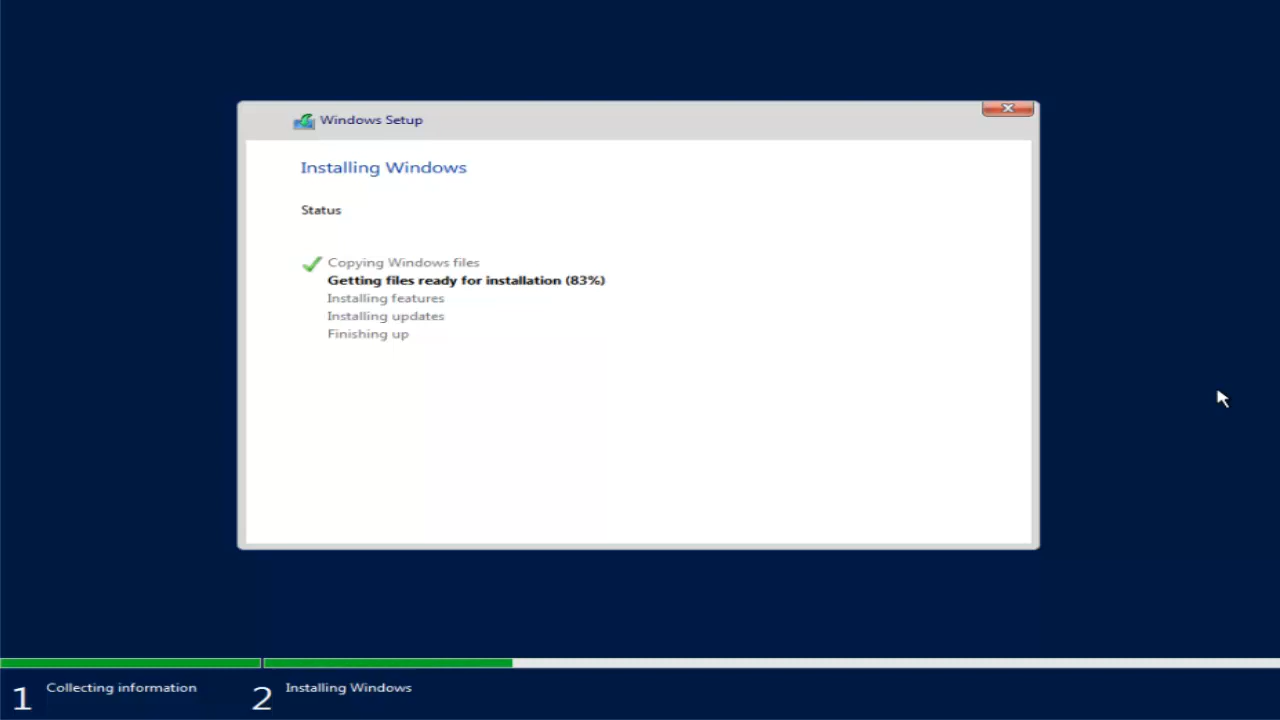 Windows Setup
Installing Windows
Status
Copying Windows files
Getting files ready for installation (83%)
Installing features
Installing updates
Finishing up
1 Collecting information 2 Installing Windows